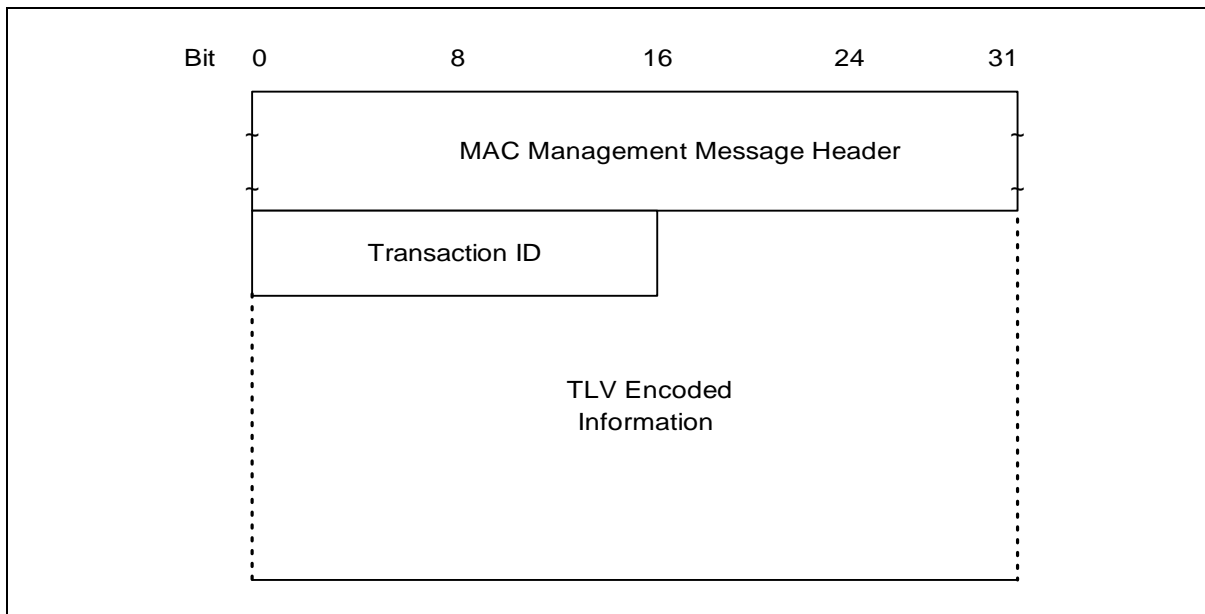 Bit 0 8 16 24 31
MAC Management Message Header
Transaction ID
TLV Encoded
Information